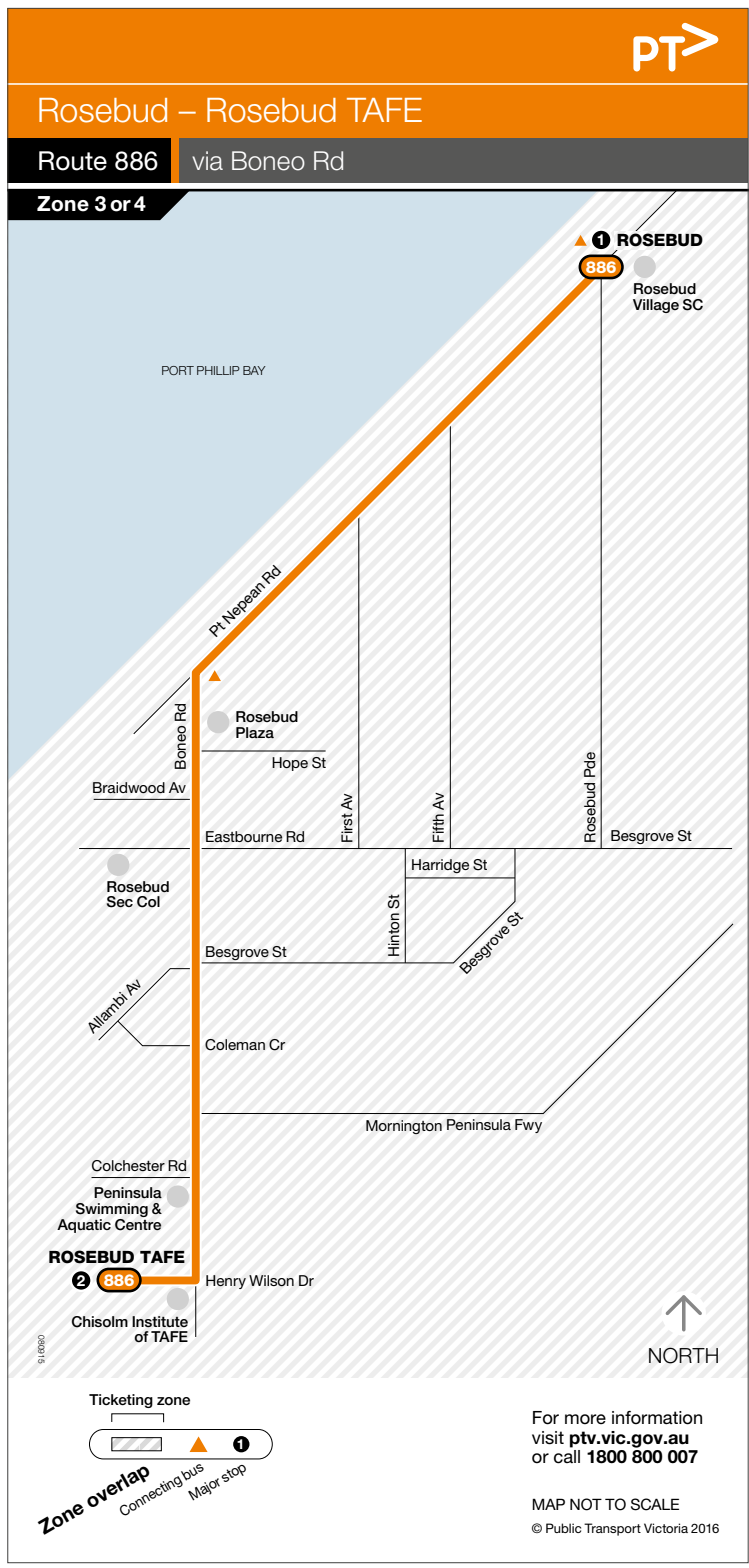 PT>
Rosebud – Rosebud TAFE
Route 886
via Boneo Rd
Zone 3 or 4
1 ROSEBUD
886
Rosebud
Village SC
PORT PHILLIP BAY
Pt Nepean Rd
Boneo Rd
Rosebud
Plaza
Hope St
Braidwood Av
First Av
Fifth Av
Rosebud Pde
Eastbourne Rd
Besgrove St
Rosebud
Sec Col
Harridge St
Hinton St
Besgrove St
Besgrove St
Allambi Av
Coleman Cr
Mornington Peninsula Fwy
Colchester Rd
Peninsula
Swimming &
Aquatic Centre
ROSEBUD TAFE
2 886
Henry Wilson Dr
Chisolm Institute
of TAFE
080915
NORTH
Ticketing zone
1
Zone overlap
Connecting bus
Major stop
For more information
visit ptv.vic.gov.au
or call 1800 800 007
MAP NOT TO SCALE
© Public Transport Victoria 2016